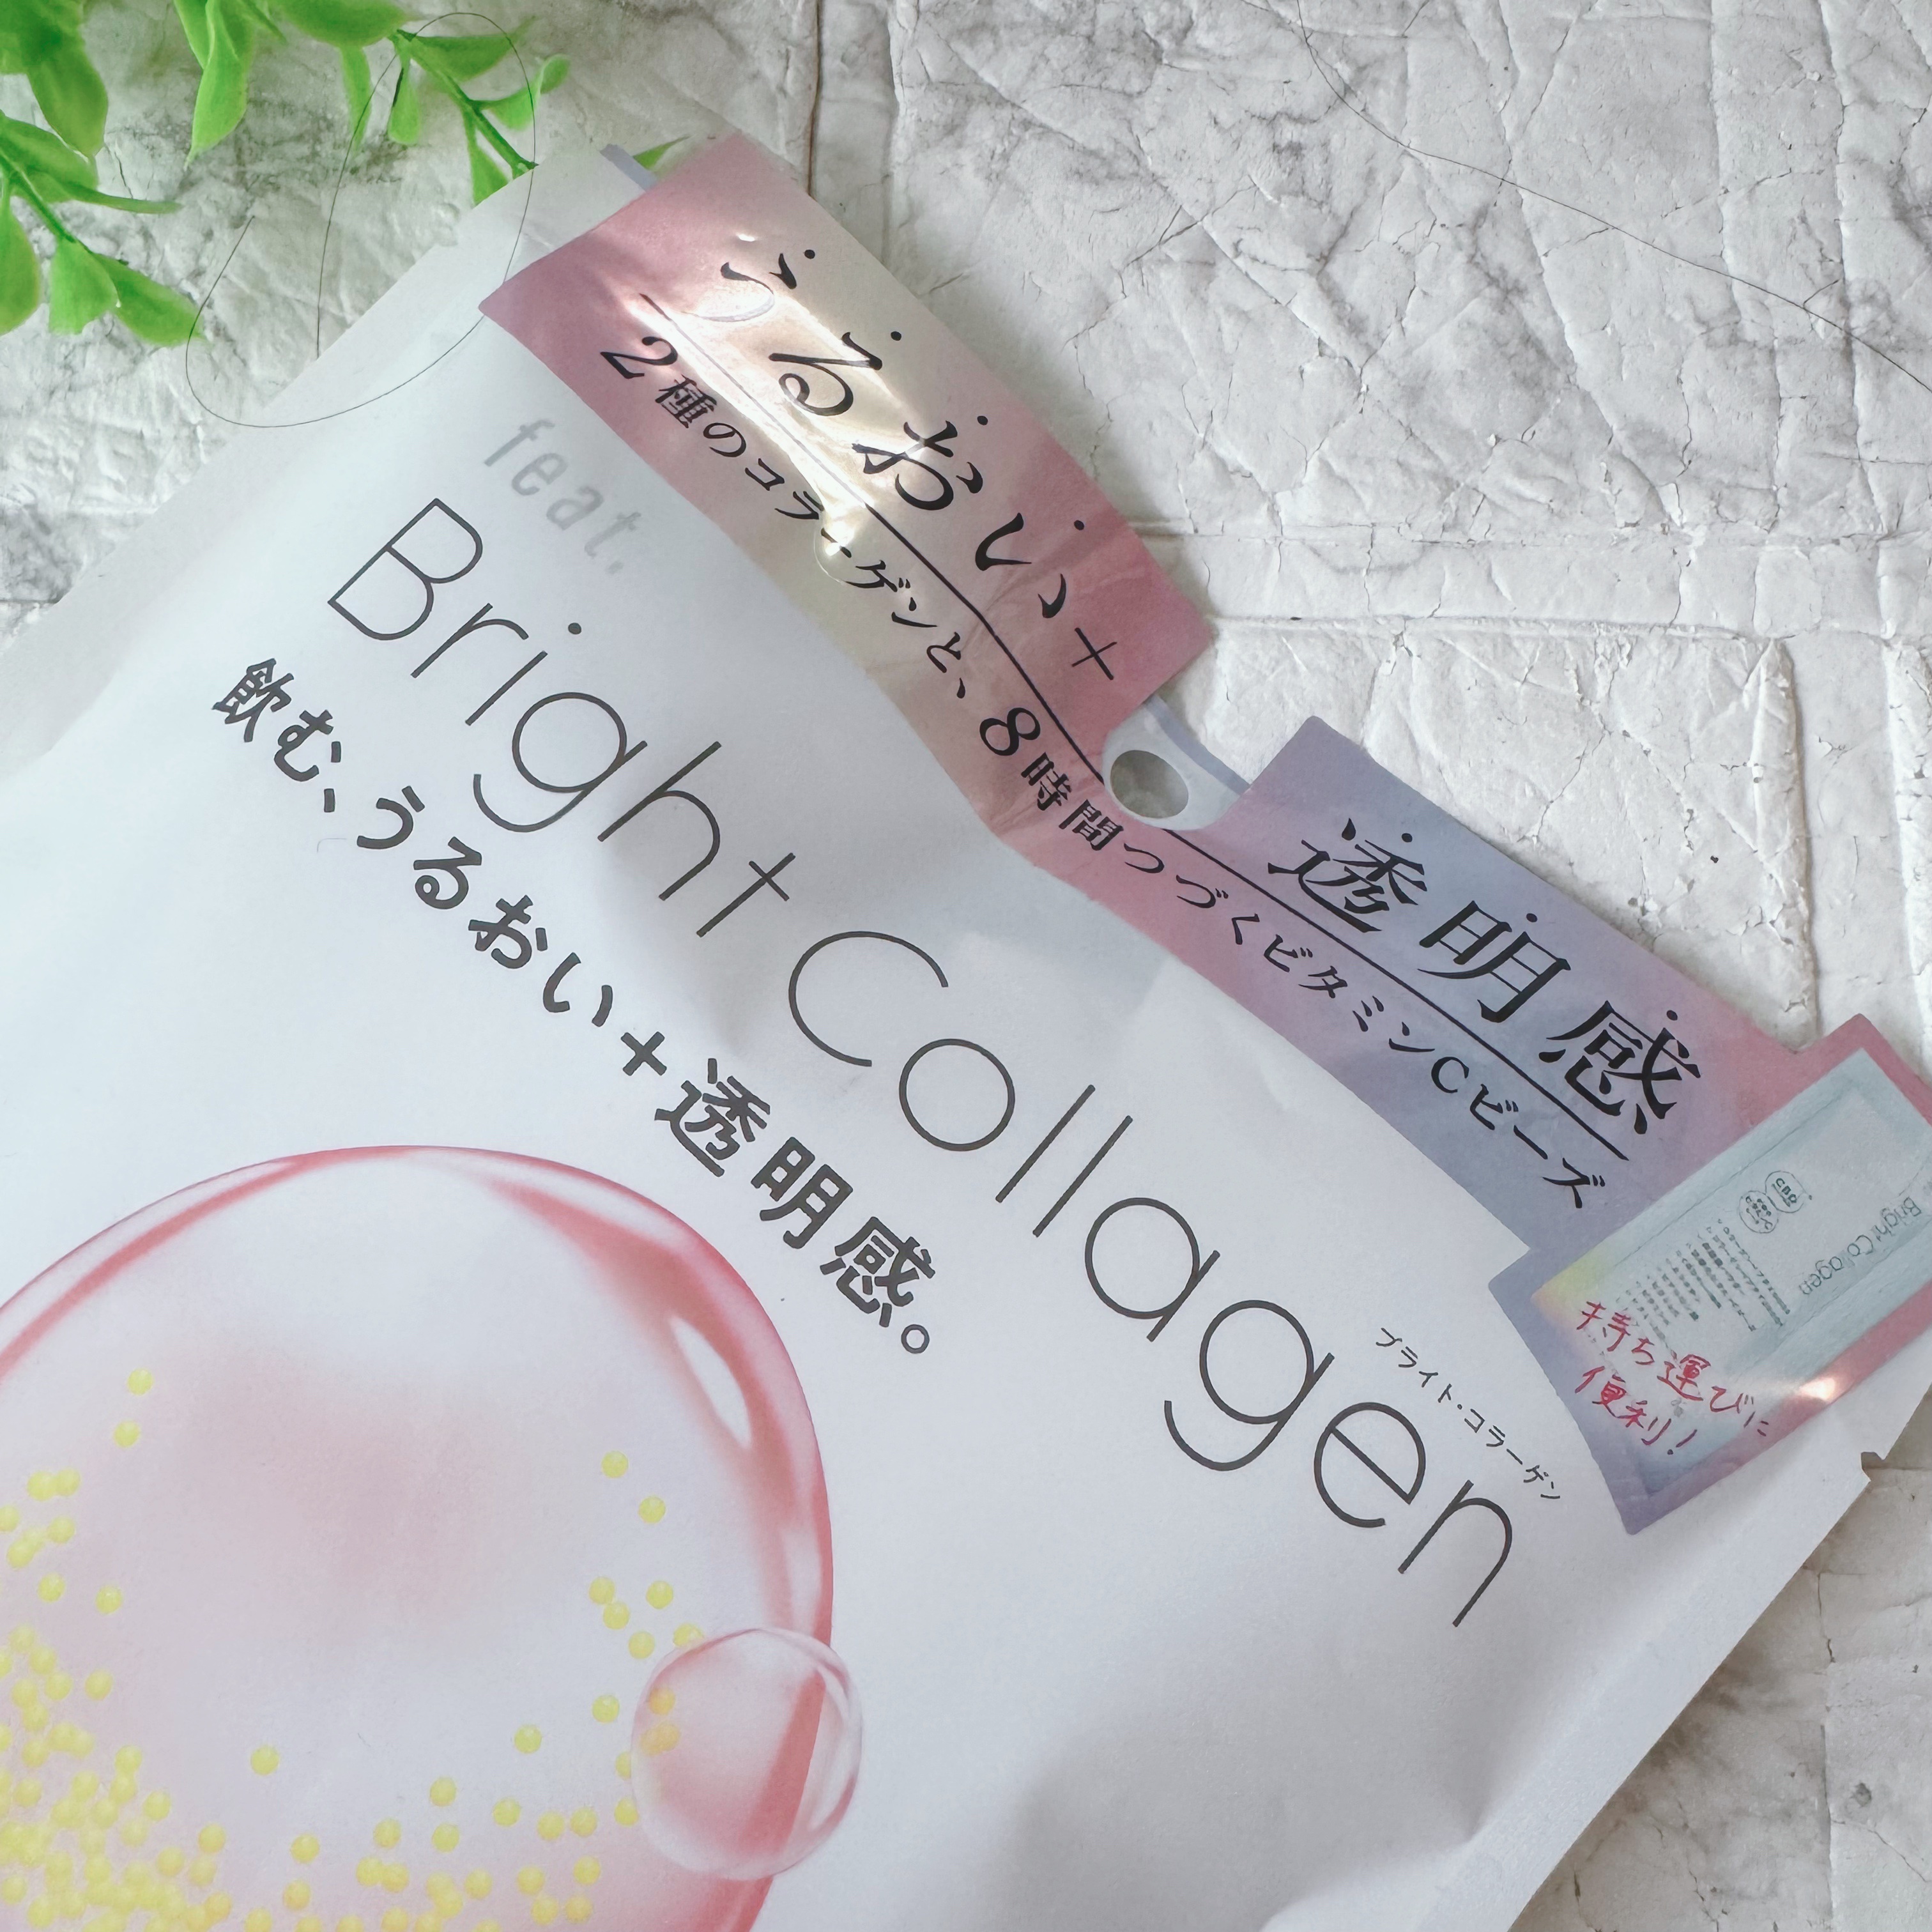 うるおい+
透明感
2種のコラーゲンと、8時間つづくビタミンCビーズ
feat.
Bright Collagen
ブライト・コラーゲン
飲む、うるおい+透明感。
Bright Collagen
持ち運びに
便利!